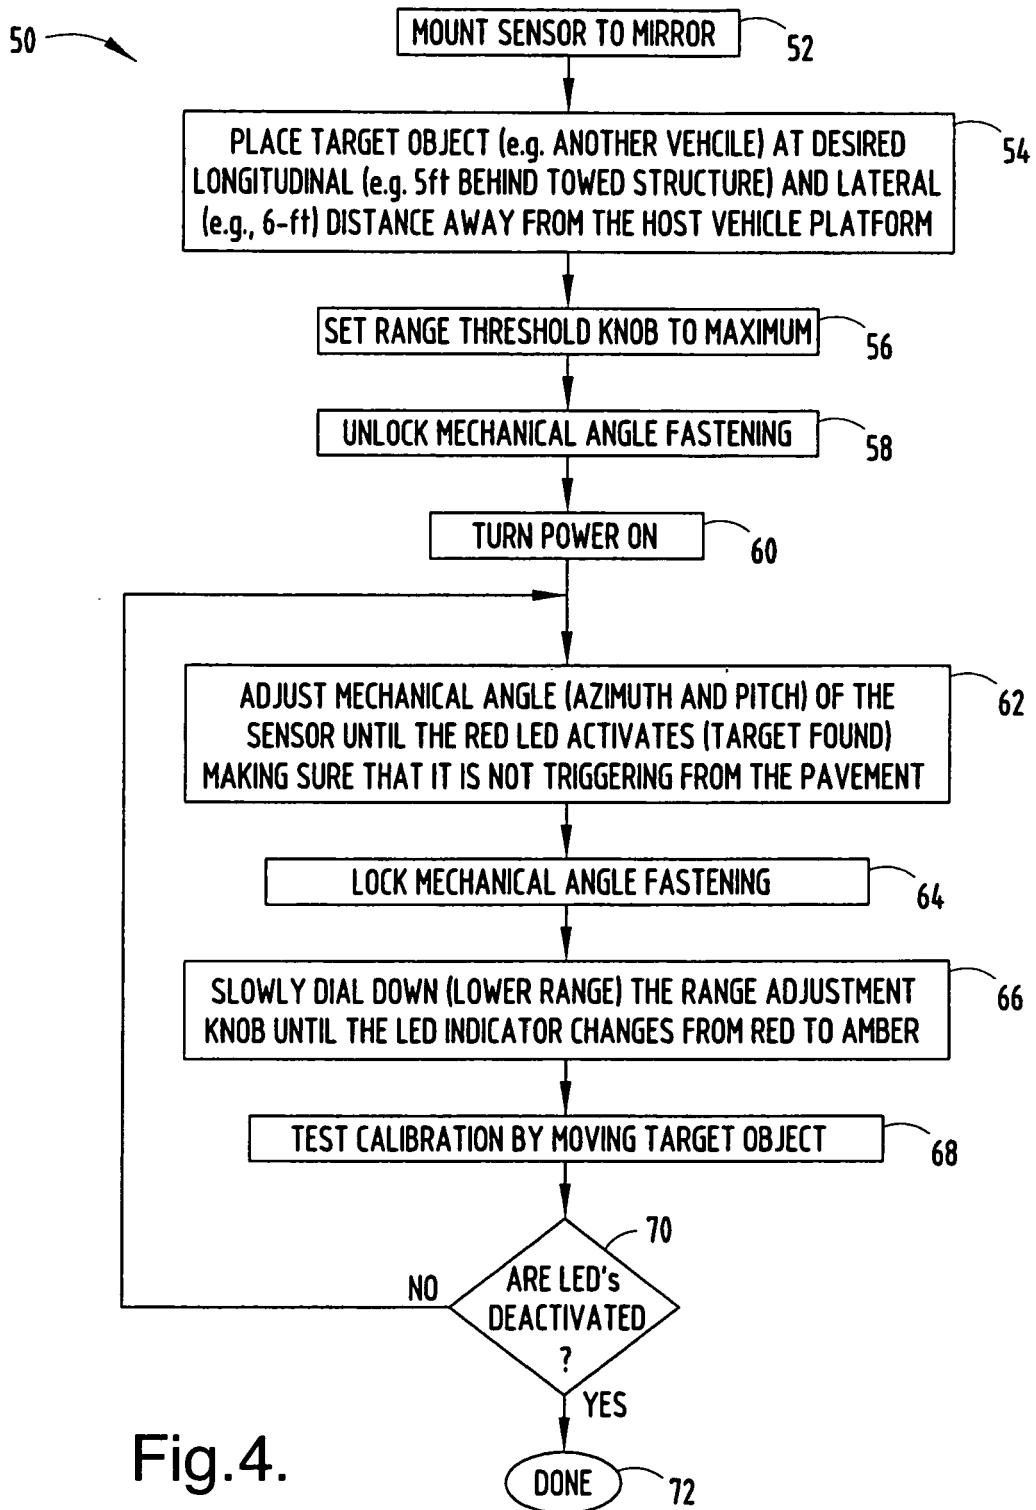 50
MOUNT SENSOR TO MIRROR
52
PLACE TARGET OBJECT (e.g. ANOTHER VEHCILE) AT DESIRED
LONGITUDINAL (e.g. 5ft BEHIND TOWED STRUCTURE) AND LATERAL
(e.g., 6-ft) DISTANCE AWAY FROM THE HOST VEHICLE PLATFORM
54
SET RANGE THRESHOLD KNOB TO MAXIMUM
56
UNLOCK MECHANICAL ANGLE FASTENING
58
TURN POWER ON
60
ADJUST MECHANICAL ANGLE (AZIMUTH AND PITCH) OF THE
SENSOR UNTIL THE RED LED ACTIVATES (TARGET FOUND)
MAKING SURE THAT IT IS NOT TRIGGERING FROM THE PAVEMENT
62
LOCK MECHANICAL ANGLE FASTENING
64
SLOWLY DIAL DOWN (LOWER RANGE) THE RANGE ADJUSTMENT
KNOB UNTIL THE LED INDICATOR CHANGES FROM RED TO AMBER
66
TEST CALIBRATION BY MOVING TARGET OBJECT
68
70
ARE LED's
DEACTIVATED
?
NO
YES
DONE
72
Fig.4.